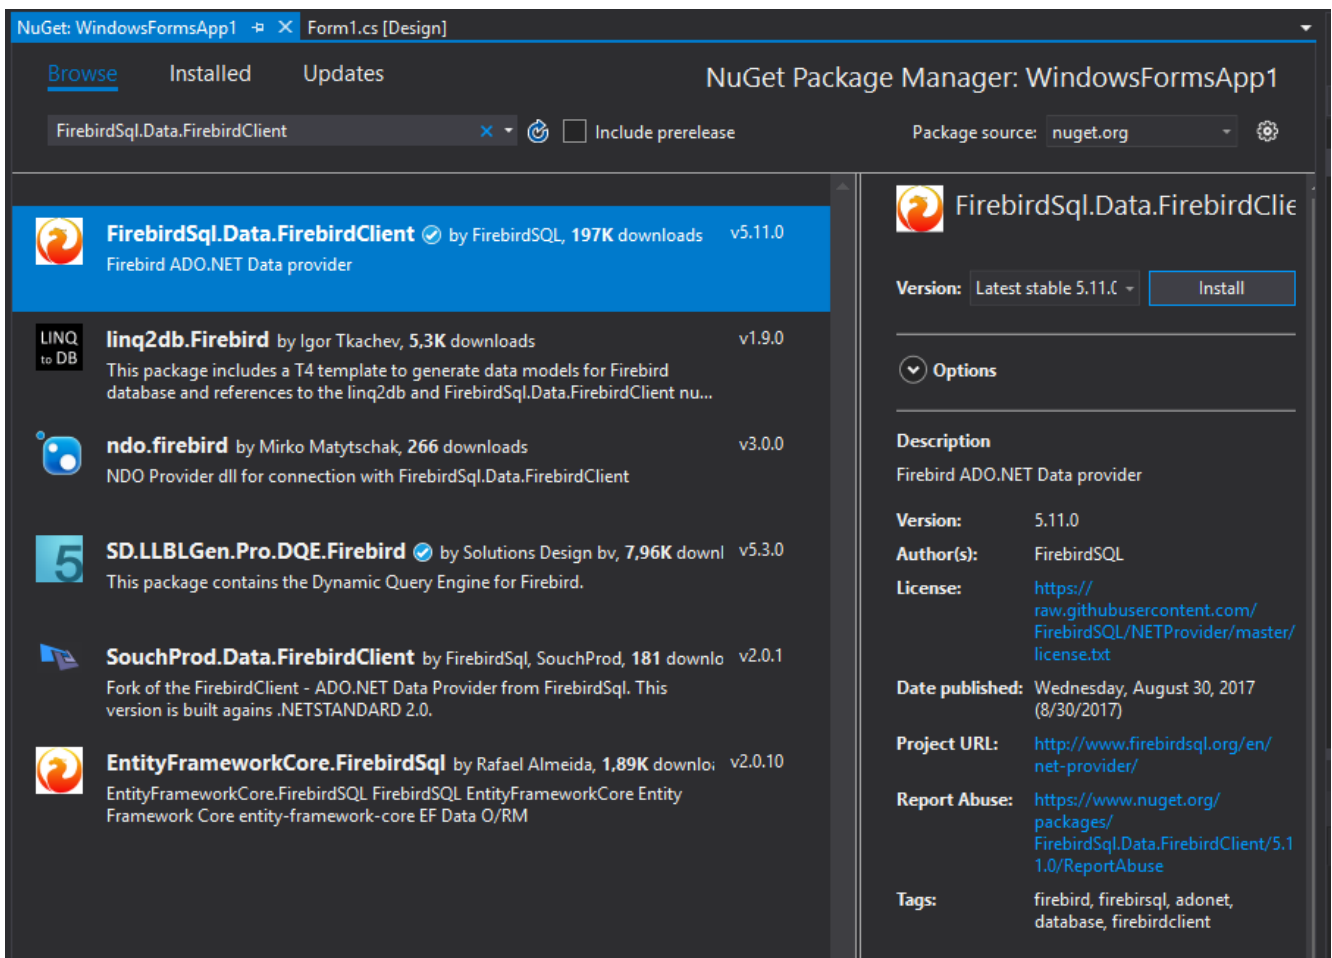 NuGet: WindowsFormsApp1
Form1.cs [Design]
Browse Installed Updates
NuGet Package Manager: WindowsFormsApp1
FirebirdSql.Data.FirebirdClient
Include prerelease
Package source: nuget.org
FirebirdSql.Data.FirebirdClient by FirebirdSQL, 197K downloads v5.11.0
Firebird ADO.NET Data provider
LINQ
to DB
linq2db.Firebird by Igor Tkachev, 5,3K downloads v1.9.0
This package includes a T4 template to generate data models for Firebird
database and references to the linq2db and FirebirdSql.Data.FirebirdClient nu...
ndo.firebird by Mirko Matytschak, 266 downloads v3.0.0
NDO Provider dll for connection with FirebirdSql.Data.FirebirdClient
5
SD.LLBLGen.Pro.DQE.Firebird by Solutions Design bv, 7,96K downl v5.3.0
This package contains the Dynamic Query Engine for Firebird.
SouchProd.Data.FirebirdClient by FirebirdSql, SouchProd, 181 downlo v2.0.1
Fork of the FirebirdClient - ADO.NET Data Provider from FirebirdSql. This
version is built agains .NETSTANDARD 2.0.
EntityFrameworkCore.FirebirdSql by Rafael Almeida, 1,89K downlo v2.0.10
EntityFrameworkCore.FirebirdSQL FirebirdSQL EntityFrameworkCore Entity
Framework Core entity-framework-core EF Data O/RM
FirebirdSql.Data.FirebirdClie
Version: Latest stable 5.11.( Install
Options
Description
Firebird ADO.NET Data provider
Version: 5.11.0
Author(s): FirebirdSQL
License: https://
raw.githubusercontent.com/
FirebirdSQL/NETProvider/master/
license.txt
Date published: Wednesday, August 30, 2017
(8/30/2017)
Project URL: http://www.firebirdsql.org/en/
net-provider/
Report Abuse: https://www.nuget.org/
packages/
FirebirdSql.Data.FirebirdClient/5.1
1.0/ReportAbuse
Tags: firebird, firebirsql, adonet,
database, firebirdclient